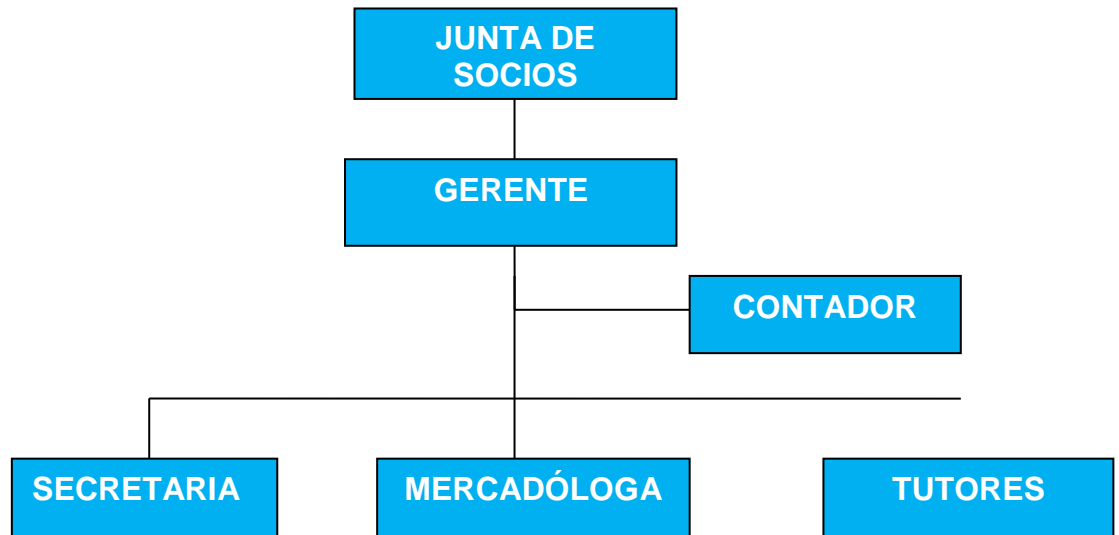 JUNTA DE
SOCIOS
GERENTE
CONTADOR
SECRETARIA
MERCADÓLOGA
TUTORES